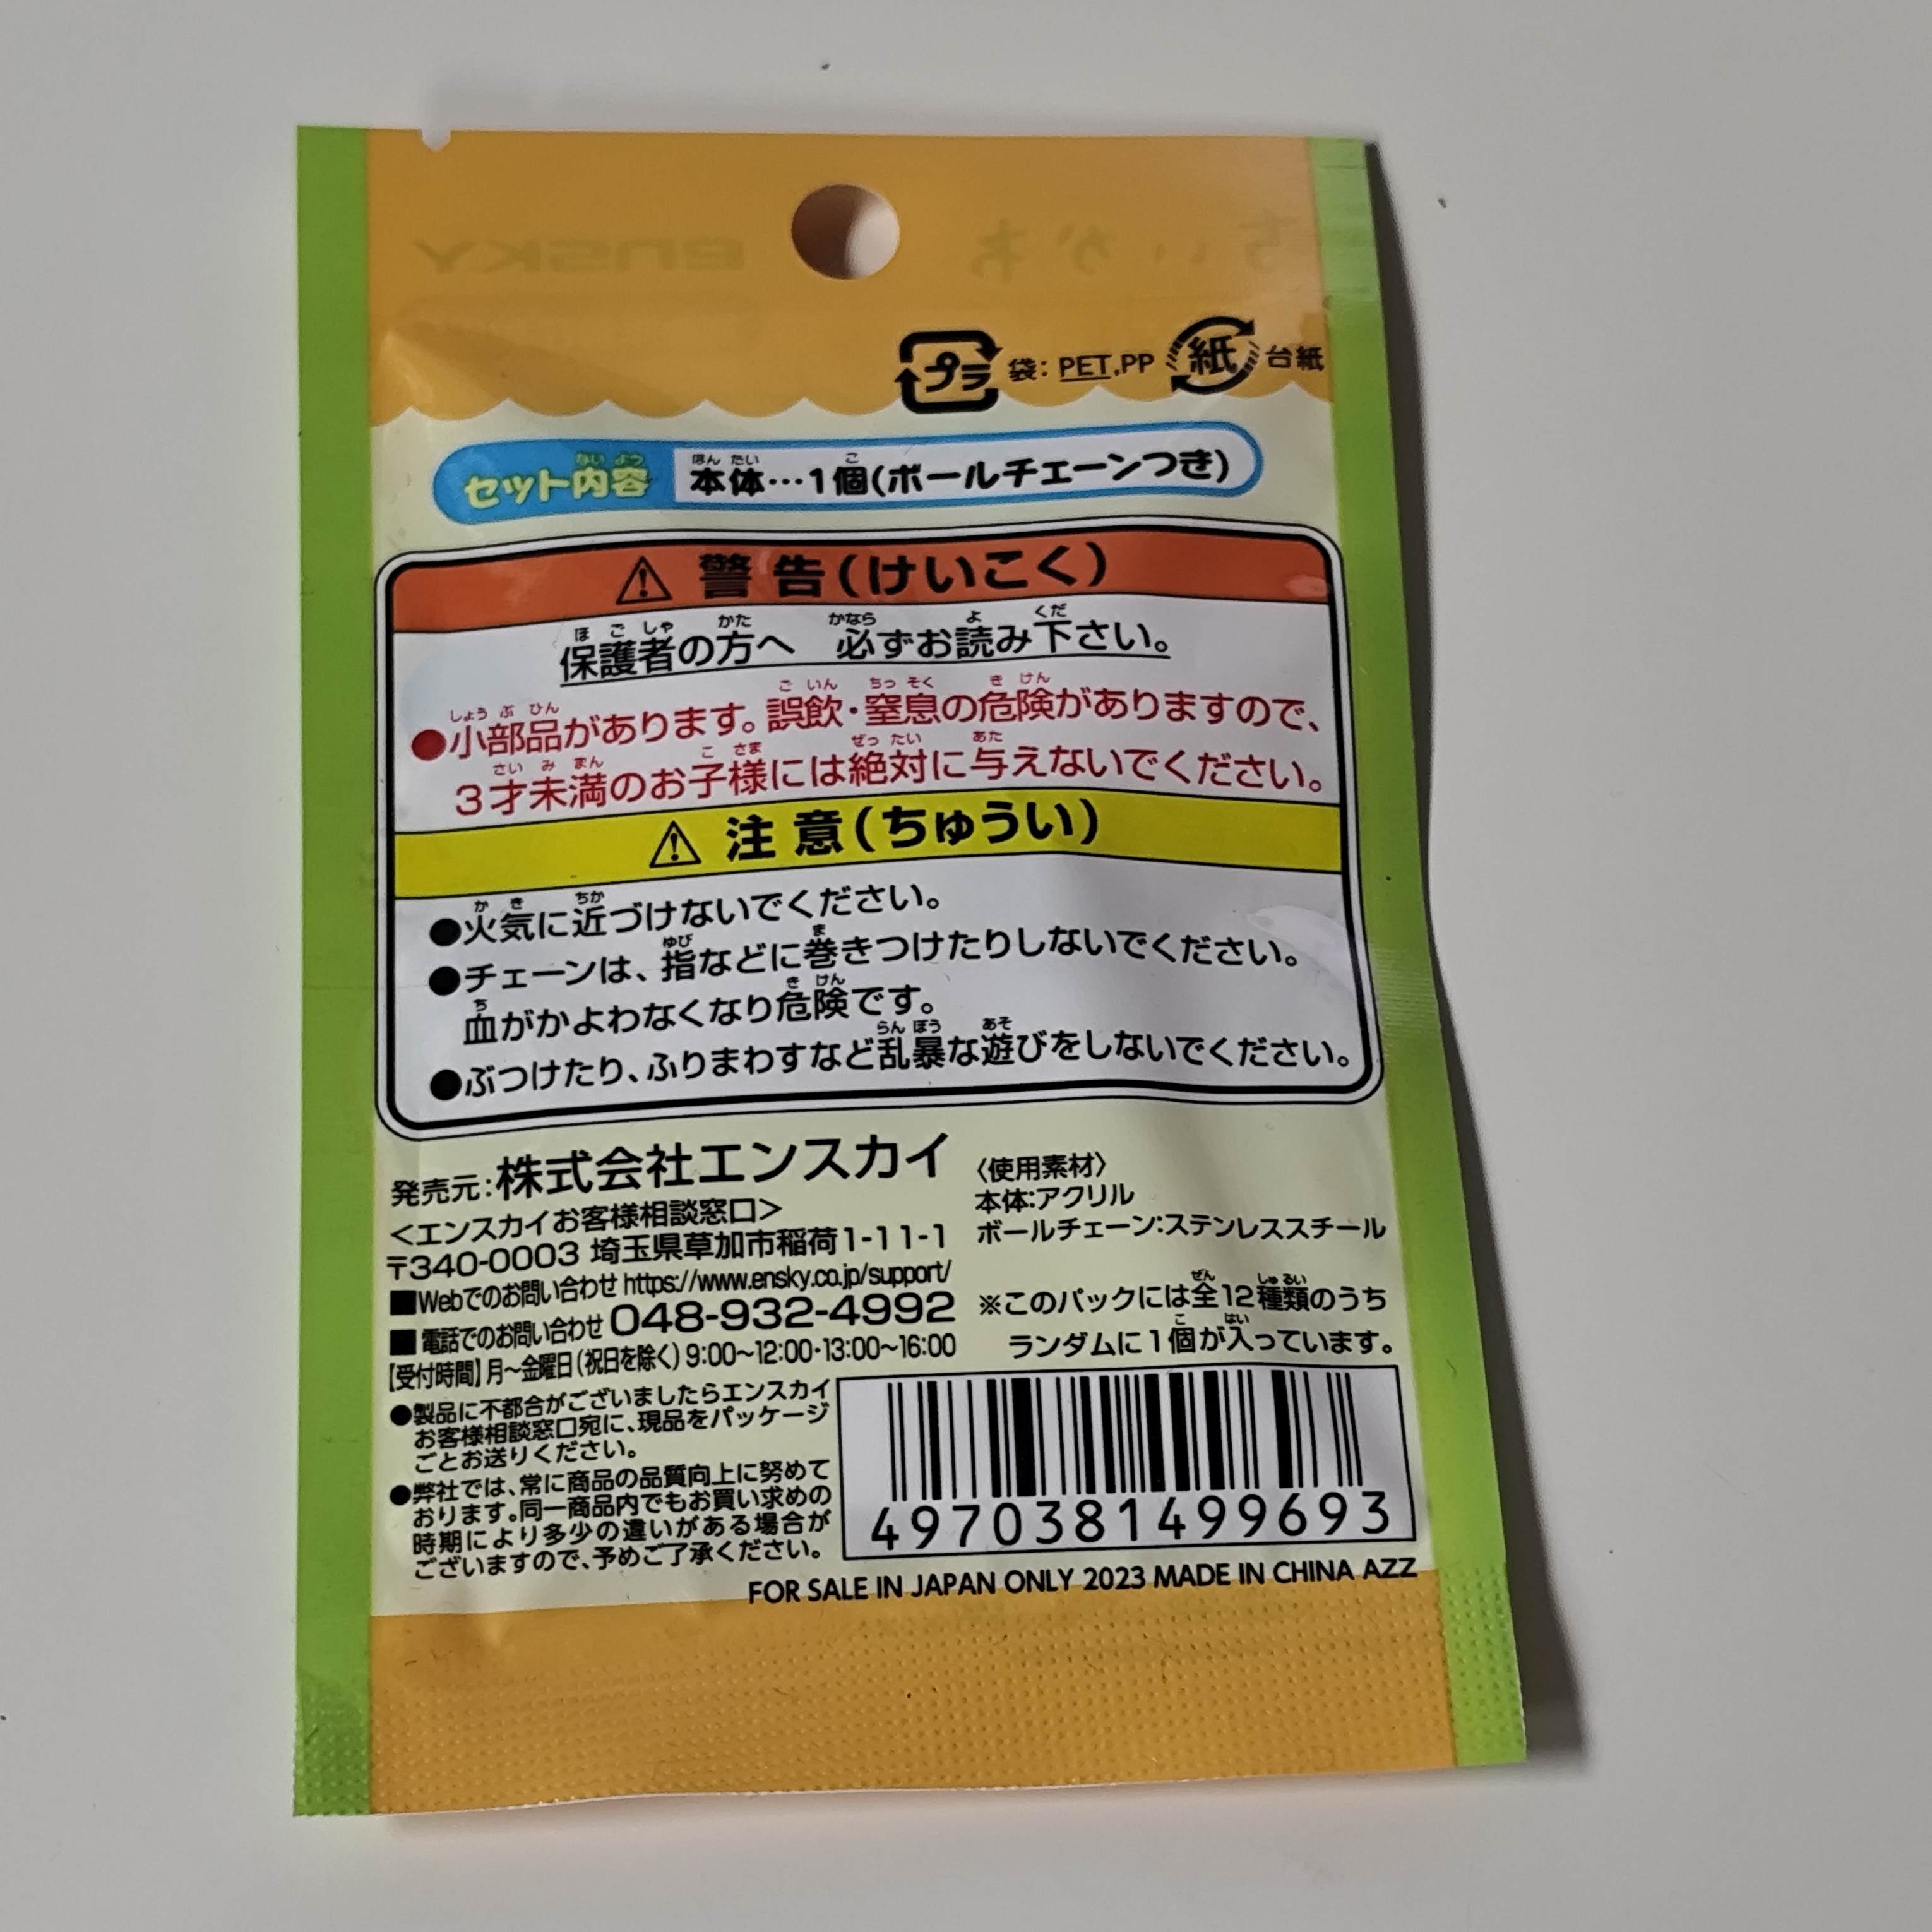 ensky ちいかわ
プラ 袋: PET,PP 紙 台紙
セット内容 本体…1個(ボールチェーンつき)
⚠ 警告(けいこく)
保護者の方へ 必ずお読み下さい。
●小部品があります。誤飲・窒息の危険がありますので、
3才未満のお子様には絶対に与えないでください。
⚠ 注意(ちゅうい)
●火気に近づけないでください。
●チェーンは、指などに巻きつけたりしないでください。
血がかよわなくなり危険です。
●ぶつけたり、ふりまわすなど乱暴な遊びをしないでください。
発売元:株式会社エンスカイ
<エンスカイお客様相談窓口>
〒340-0003 埼玉県草加市稲荷1-11-1
■Webでのお問い合わせ https://www.ensky.co.jp/support/
■電話でのお問い合わせ 048-932-4992
【受付時間】月~金曜日(祝日を除く)9:00~12:00・13:00~16:00
●製品に不都合がございましたらエンスカイ
お客様相談窓口宛に、現品をパッケージ
ごとお送りください。
●弊社では、常に商品の品質向上に努めて
おります。同一商品内でもお買い求めの
時期により多少の違いがある場合が
ございますので、予めご了承ください。
〈使用素材〉
本体:アクリル
ボールチェーン:ステンレススチール
※このパックには全12種類のうち
ランダムに1個が入っています。
4970381499693
FOR SALE IN JAPAN ONLY 2023 MADE IN CHINA AZZ